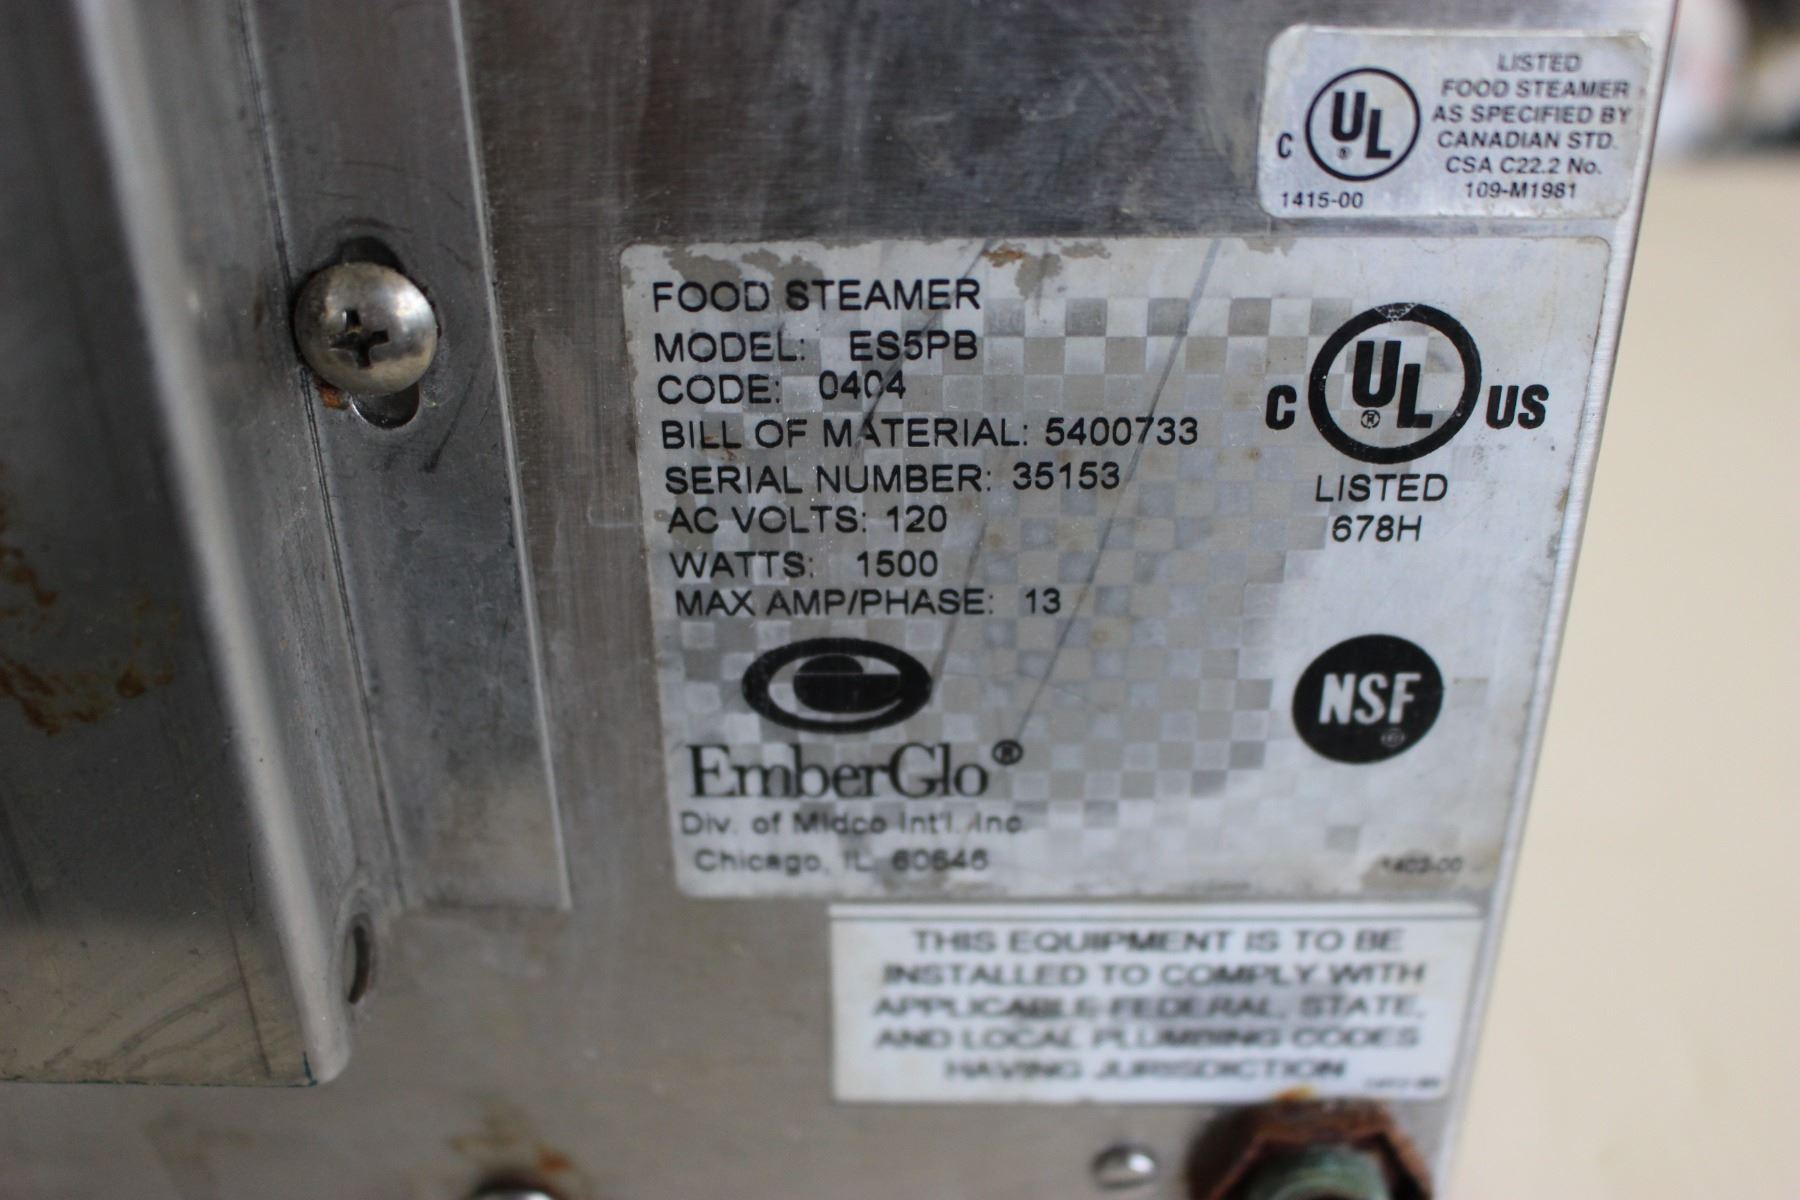 LISTED
FOOD STEAMER
AS SPECIFIED BY
CANADIAN STD.
CSA C22.2 No.
109-M1981
C UL ®
1415-00
FOOD STEAMER
MODEL: ES5PB
CODE: 0404
BILL OF MATERIAL: 5400733
SERIAL NUMBER: 35153
AC VOLTS: 120
WATTS: 1500
MAX AMP/PHASE: 13
C UL ® US
LISTED
678H
NSF
EmberGlo®
Div. of Midco Int'l. Inc.
Chicago, IL 60646
1402-00
THIS EQUIPMENT IS TO BE
INSTALLED TO COMPLY WITH
APPLICABLE FEDERAL, STATE,
AND LOCAL PLUMBING CODES
HAVING JURISDICTION